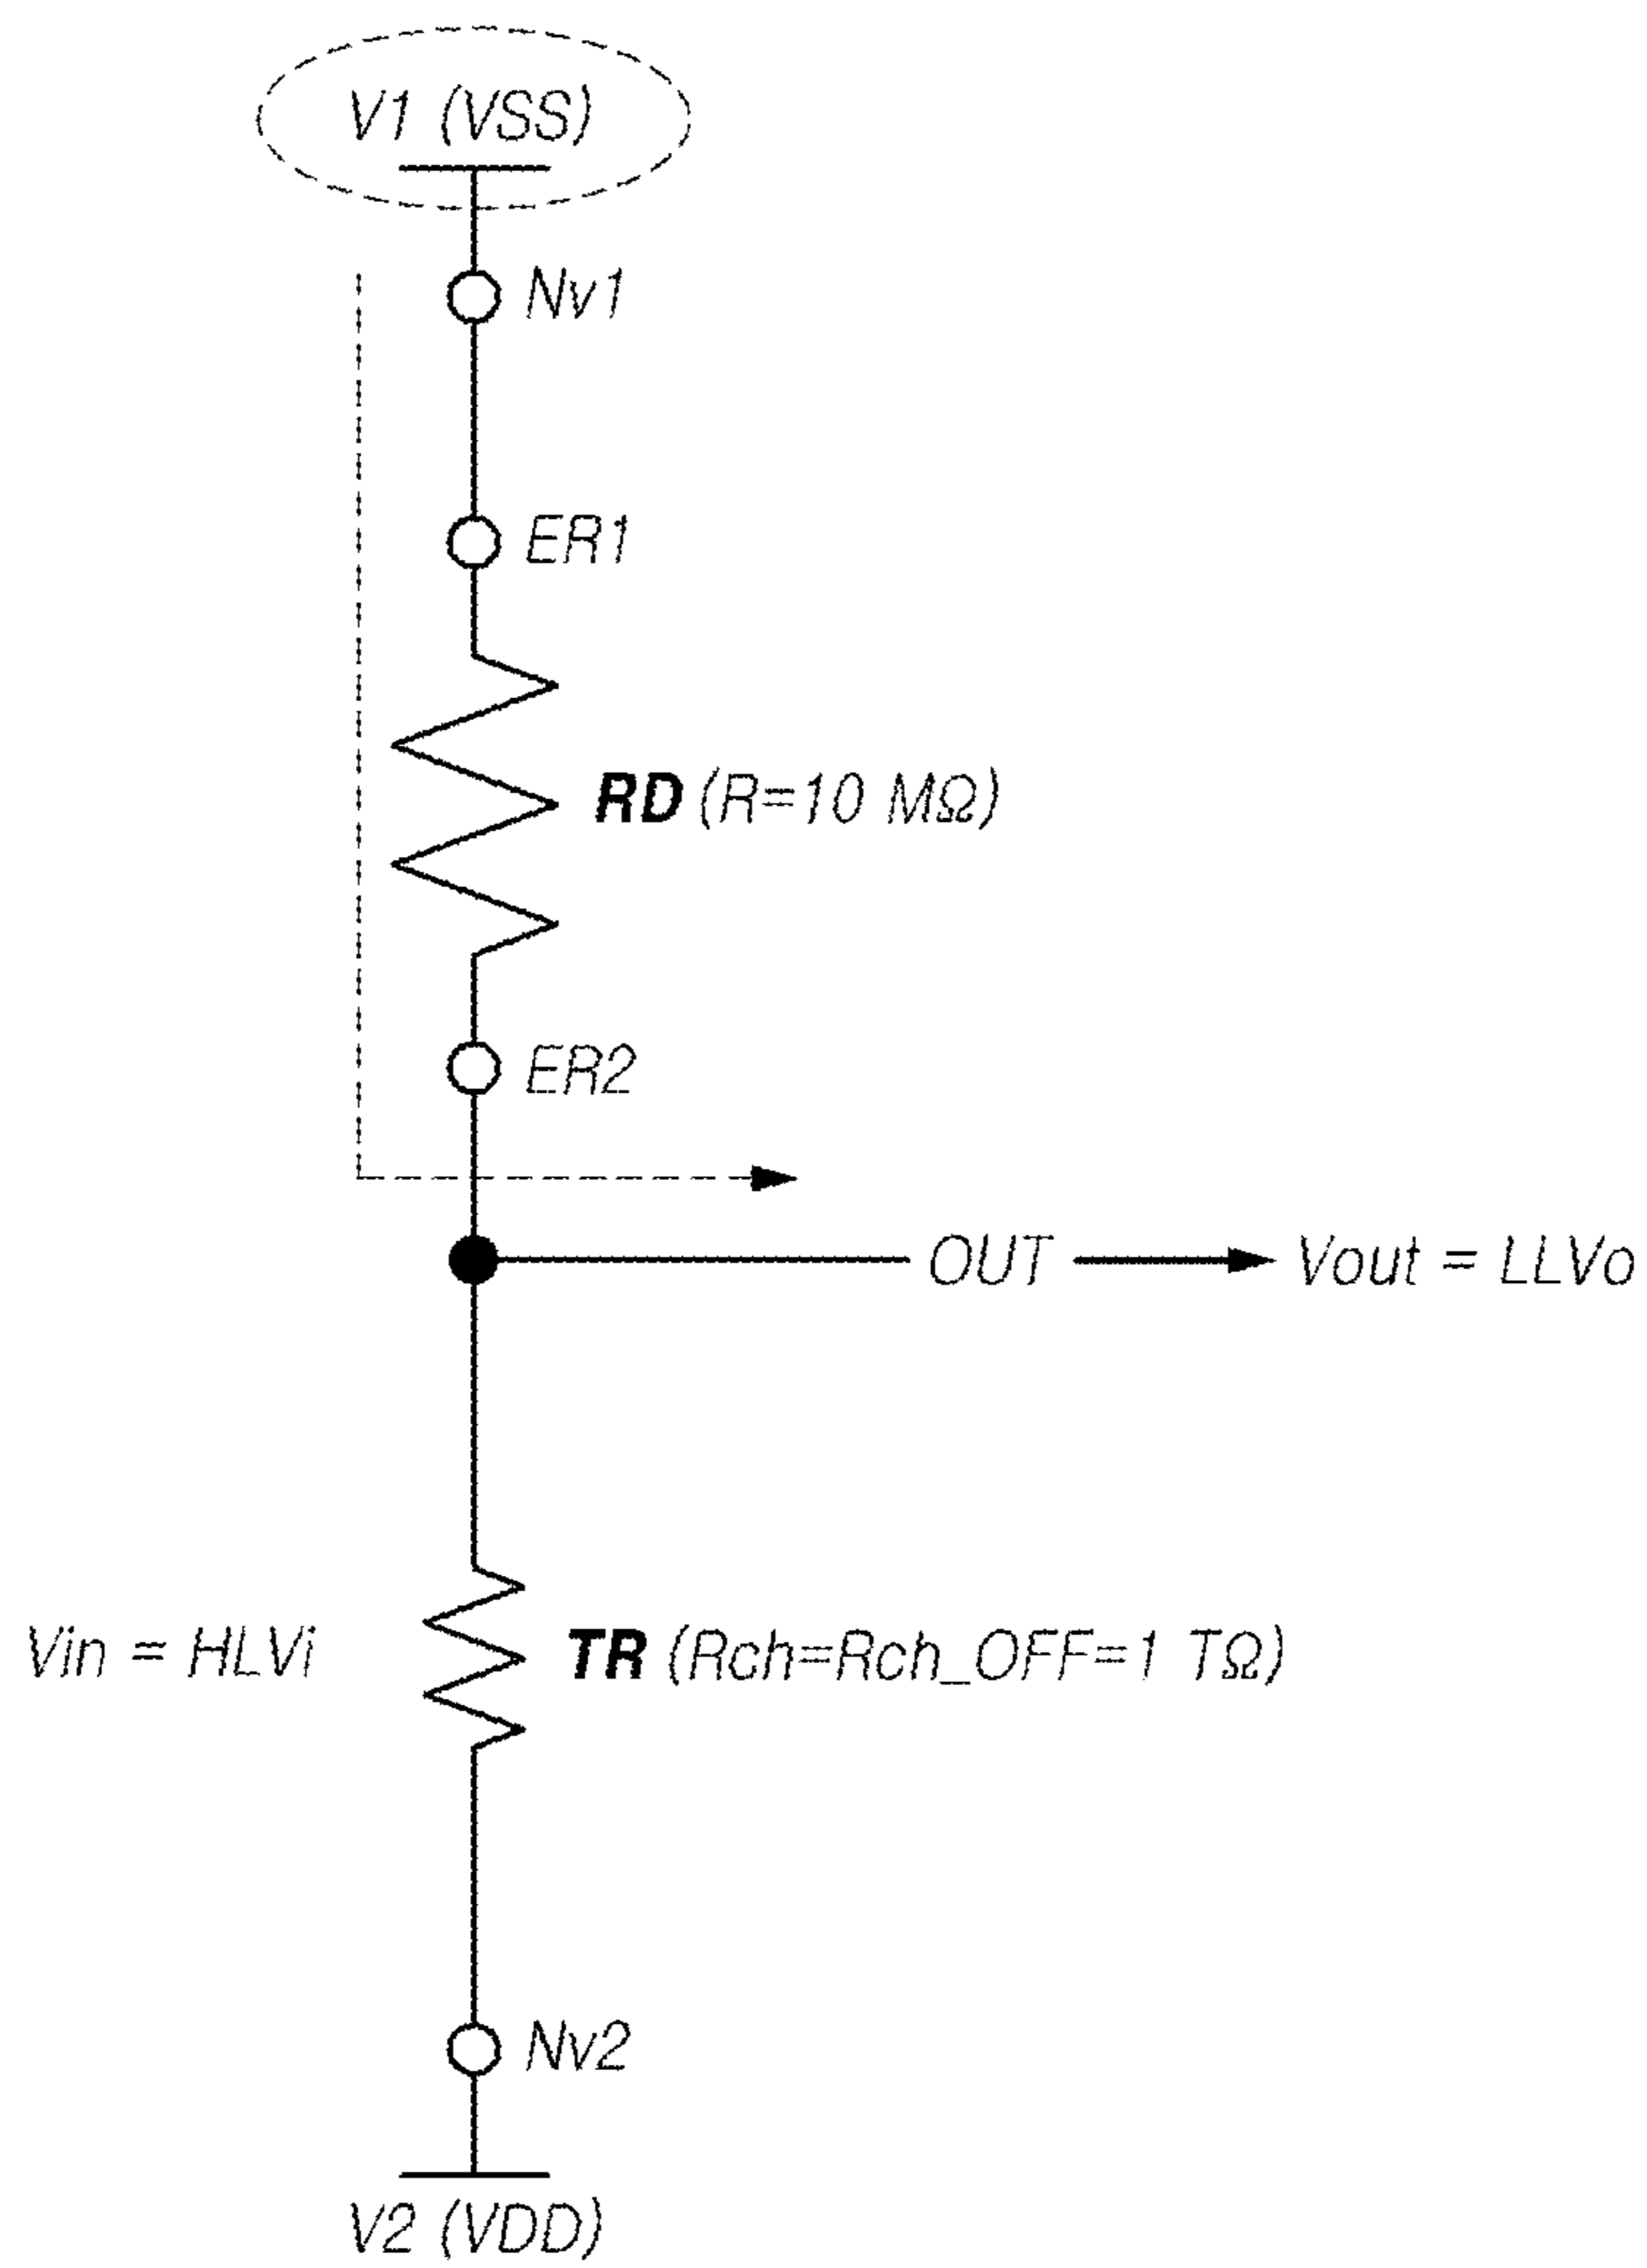 V1 (VSS)
Nv1
ER1
RD (R=10 MΩ)
ER2
OUT Vout = LLVo
Vin = HLVi TR (Rch=Rch_OFF=1 TΩ)
Nv2
V2 (VDD)